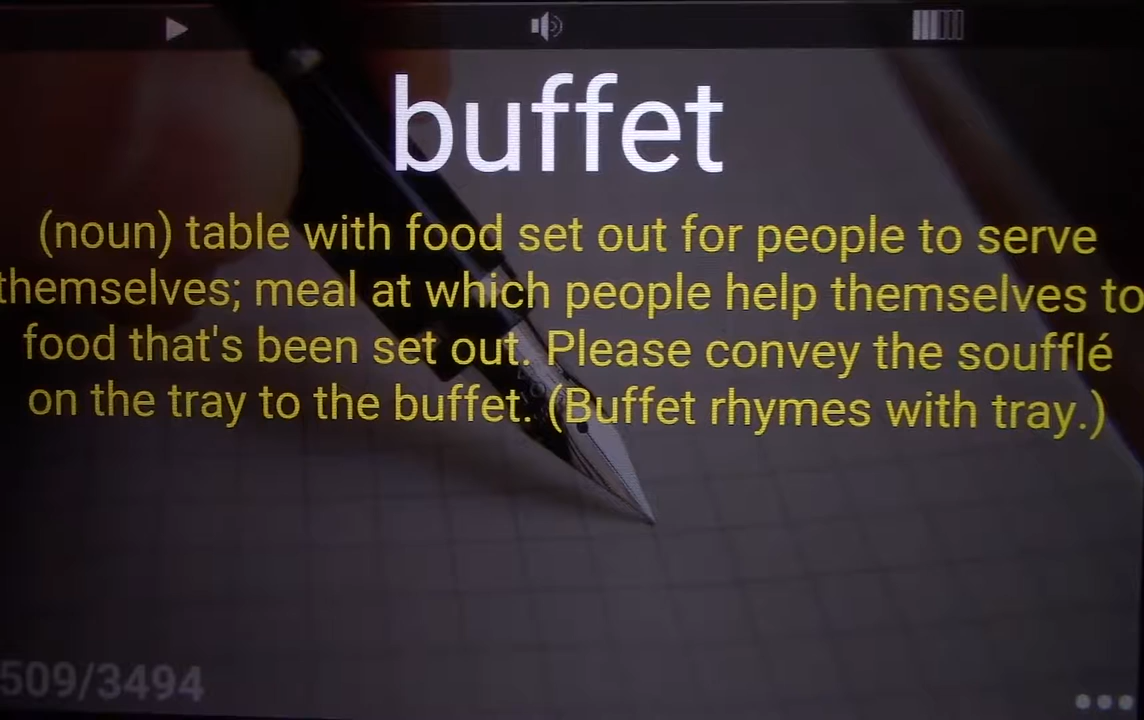 buffet
(noun) table with food set out for people to serve
themselves; meal at which people help themselves to
food that's been set out. Please convey the soufflé
on the tray to the buffet. (Buffet rhymes with tray.)
509/3494